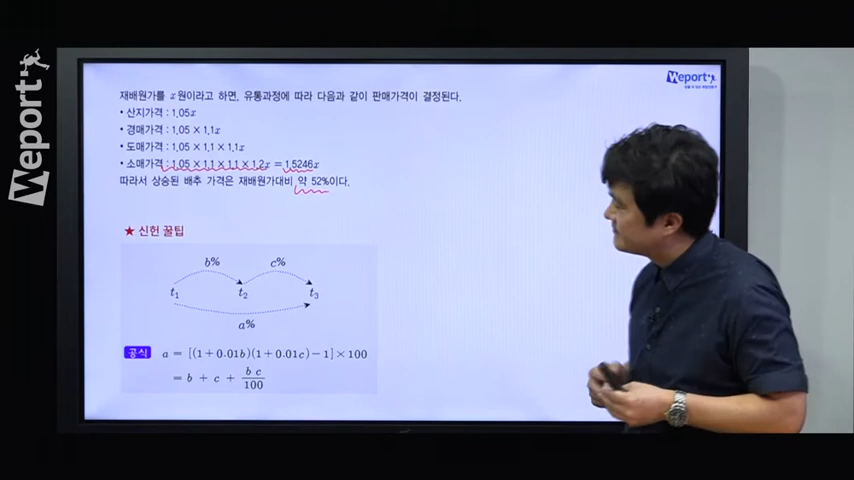 Weport
Weport
재배원가를 x원이라고 하면, 유통과정에 따라 다음과 같이 판매가격이 결정된다.
• 산지가격 : 1.05x
• 경매가격 : 1.05 × 1.1x
• 도매가격 : 1.05 × 1.1 × 1.1x
• 소매가격 : 1.05 × 1.1 × 1.1 × 1.2x = 1.5246x
따라서 상승된 배추 가격은 재배원가대비 약 52%이다.
★ 신헌 꿀팁
b% c%
t₁ t₂ t₃
a%
공식 a = [(1 + 0.01b)(1 + 0.01c) − 1] × 100
= b + c + b c / 100